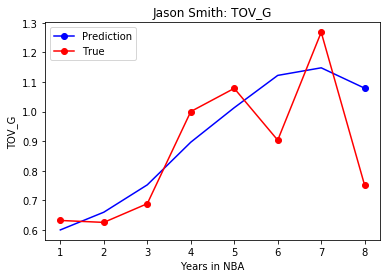 Jason Smith: TOV_G
Prediction
True
TOV_G
1.3
1.2
1.1
1.0
0.9
0.8
0.7
0.6
1 2 3 4 5 6 7 8
Years in NBA